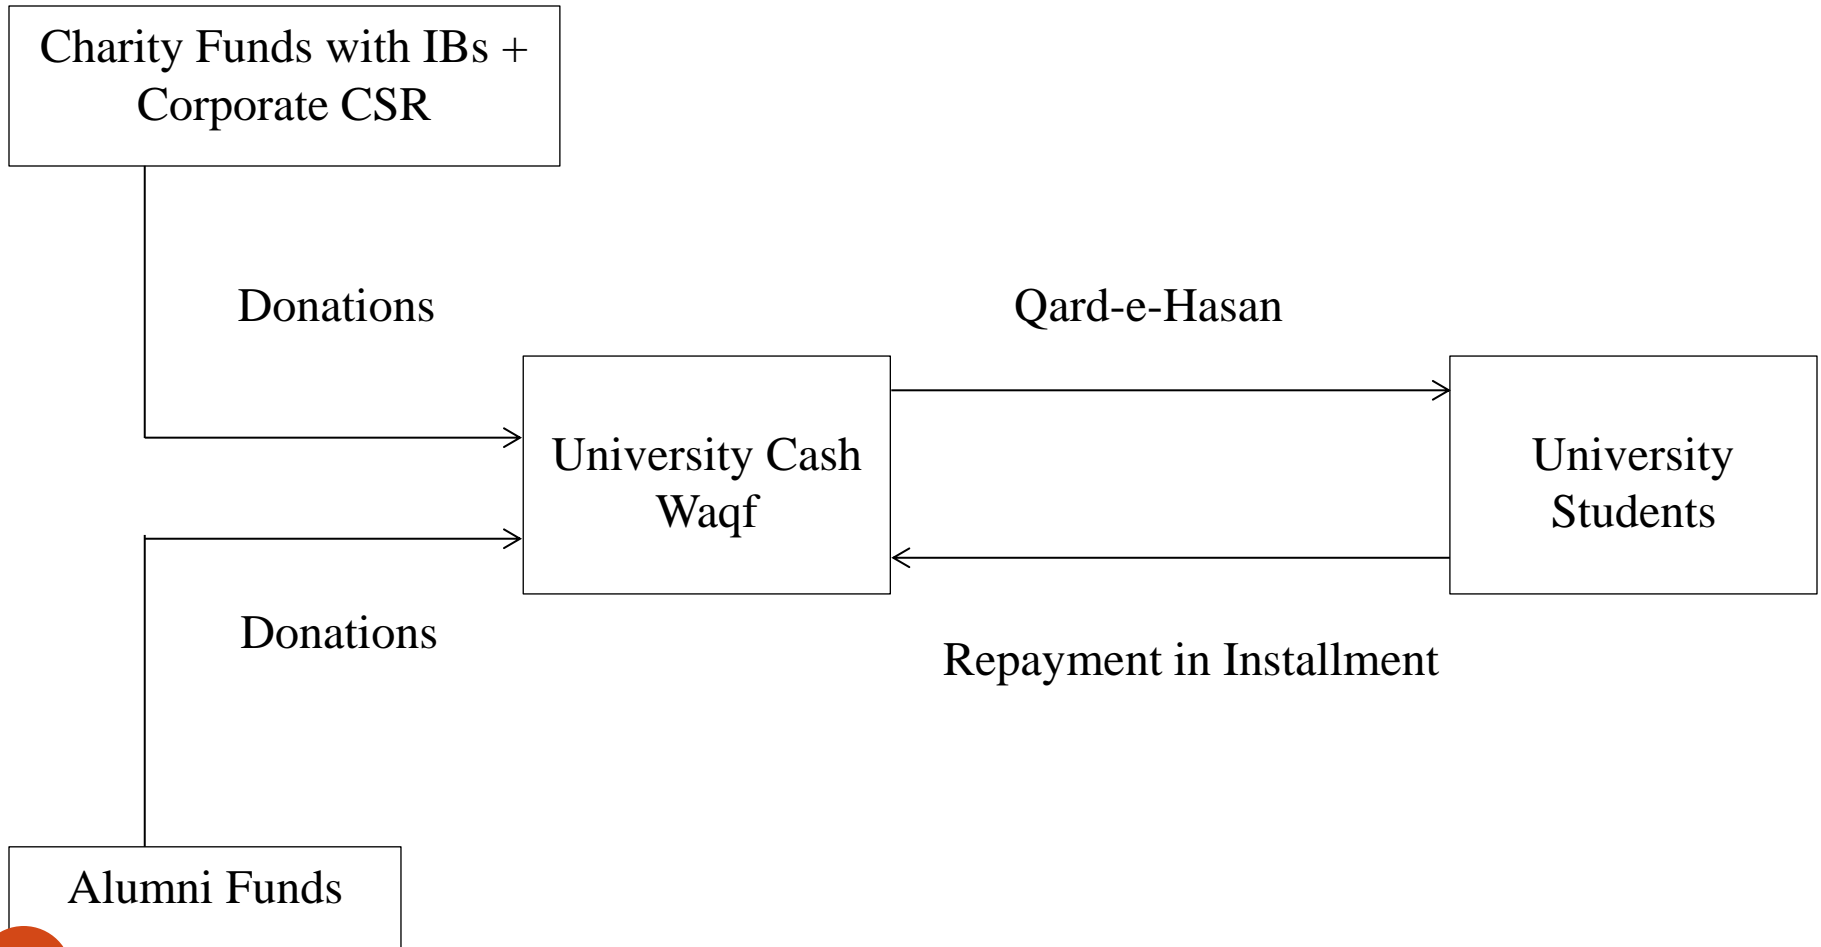 Charity Funds with IBs +
Corporate CSR
Donations
Qard-e-Hasan
University Cash
Waqf
University
Students
Donations
Repayment in Installment
Alumni Funds